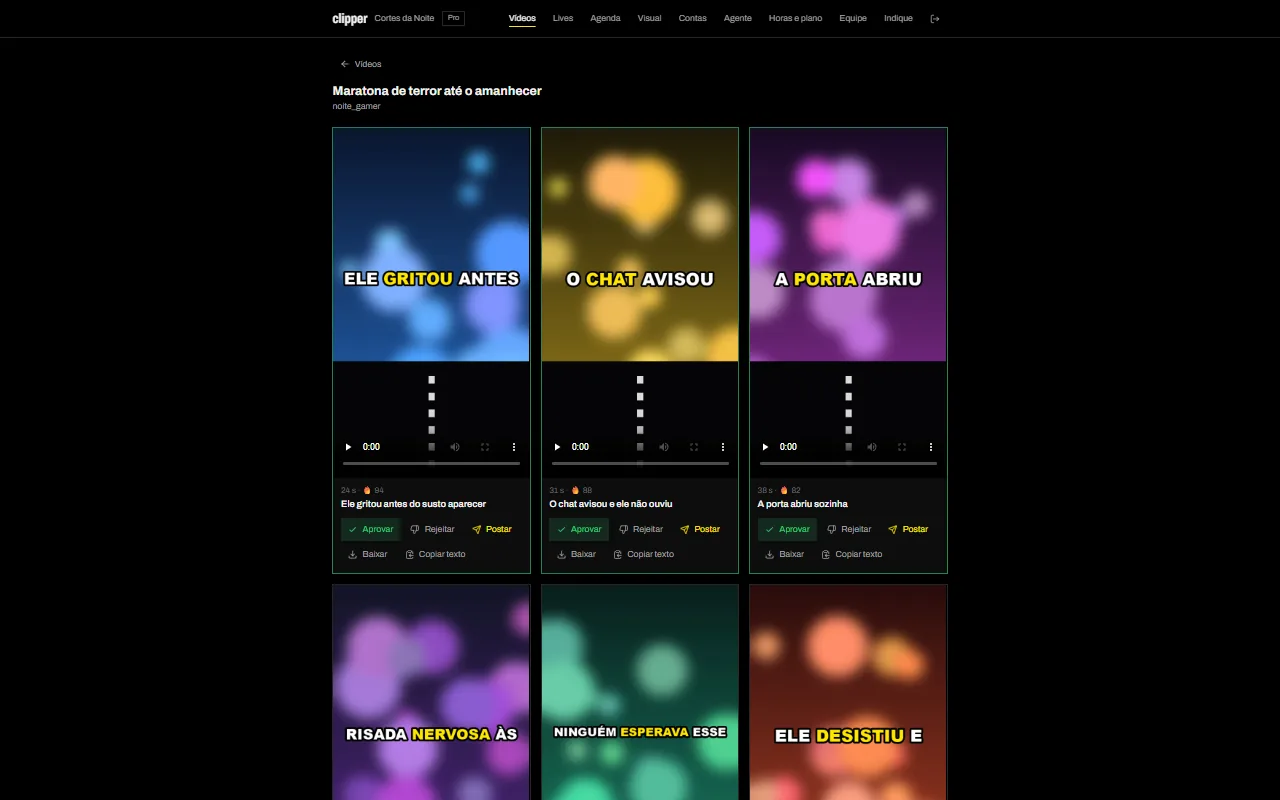 clipper Cortes da Noite Pro Vídeos Lives Agenda Visual Contas Agente Horas e plano Equipe Indique
Vídeos
Maratona de terror até o amanhecer
noite_gamer
ELE GRITOU ANTES
O CHAT AVISOU
A PORTA ABRIU
0:00
0:00
0:00
24 s · 🔥 94
31 s · 🔥 88
38 s · 🔥 82
Ele gritou antes do susto aparecer
O chat avisou e ele não ouviu
A porta abriu sozinha
Aprovar Rejeitar Postar
Aprovar Rejeitar Postar
Aprovar Rejeitar Postar
Baixar Copiar texto
Baixar Copiar texto
Baixar Copiar texto
RISADA NERVOSA ÀS
NINGUÉM ESPERAVA ESSE
ELE DESISTIU E